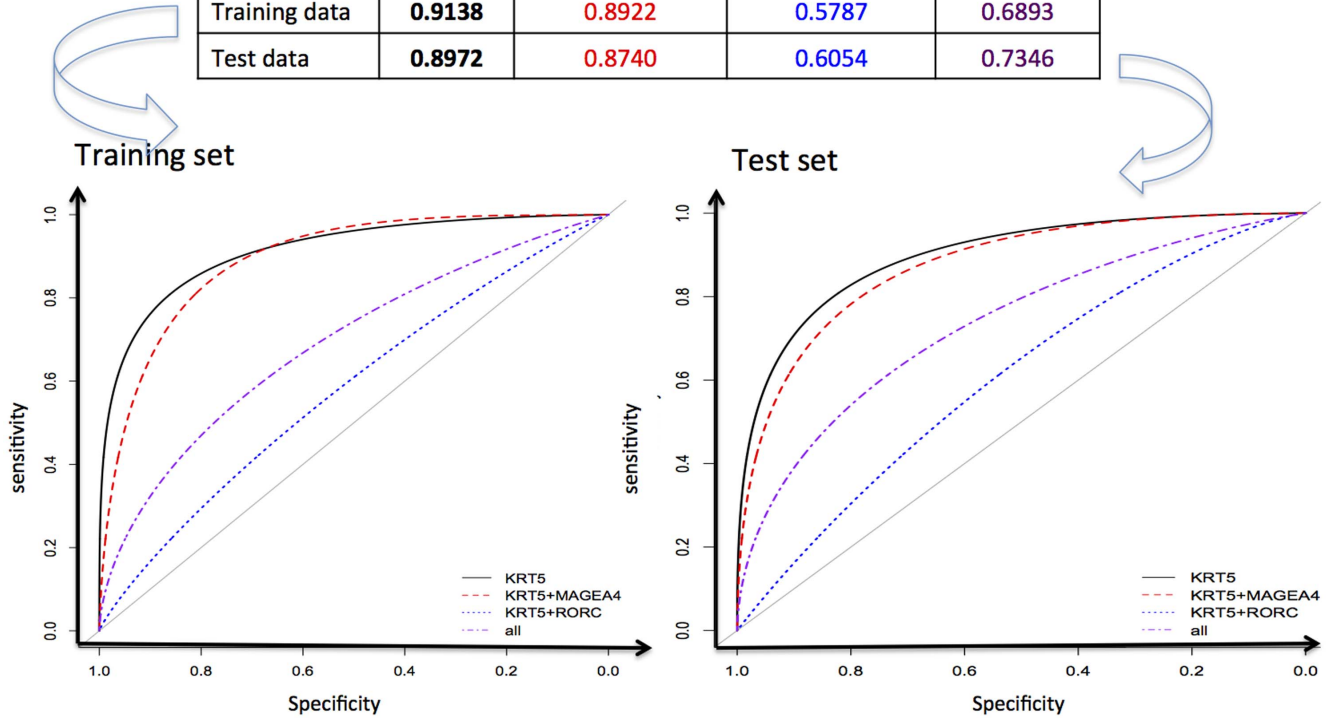 Training data 0.9138 0.8922 0.5787 0.6893
Test data 0.8972 0.8740 0.6054 0.7346
Training set
Test set
sensitivity
1.0
0.8
0.6
0.4
0.2
0.0
KRT5
KRT5+MAGEA4
KRT5+RORC
all
1.0 0.8 0.6 0.4 0.2 0.0
Specificity
sensitivity
1.0
0.8
0.6
0.4
0.2
0.0
KRT5
KRT5+MAGEA4
KRT5+RORC
all
1.0 0.8 0.6 0.4 0.2 0.0
Specificity